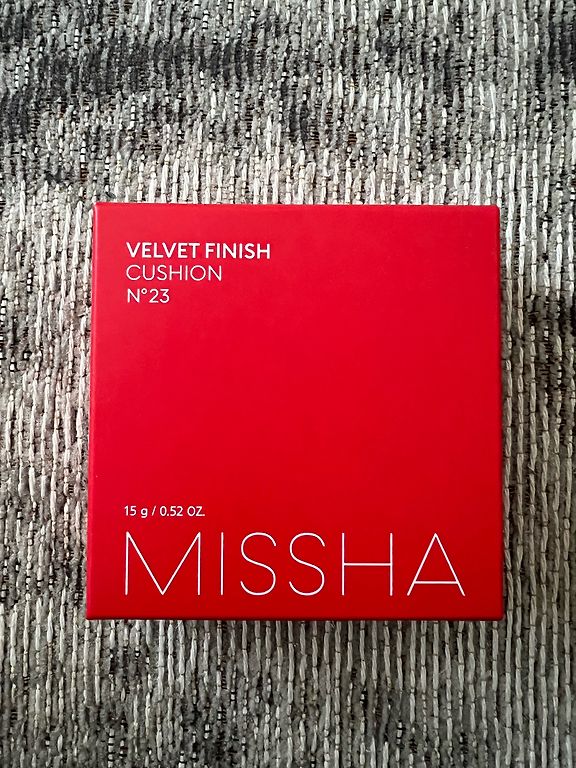 VELVET FINISH
CUSHION
N°23
15 g / 0.52 OZ.
MISSHA